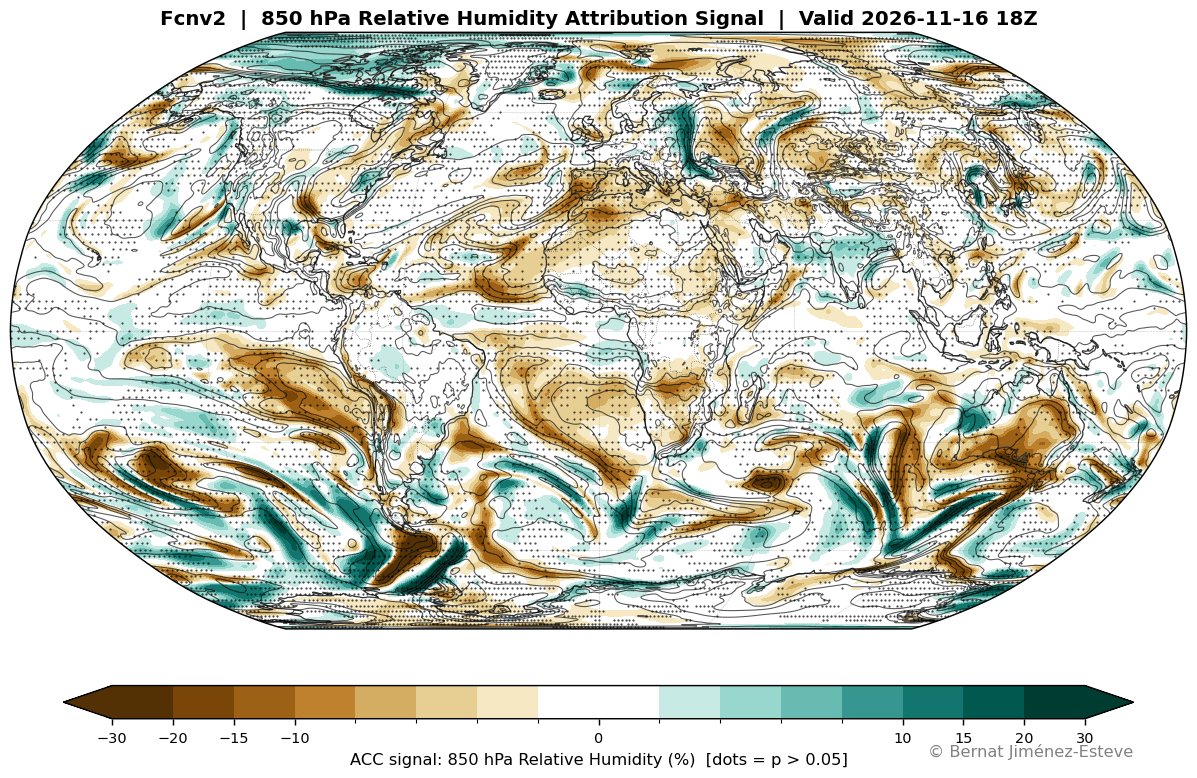 Fcnv2 | 850 hPa Relative Humidity Attribution Signal | Valid 2026-11-16 18Z
−30 −20 −15 −10 0 10 15 20 30
ACC signal: 850 hPa Relative Humidity (%) [dots = p > 0.05]
© Bernat Jiménez-Esteve